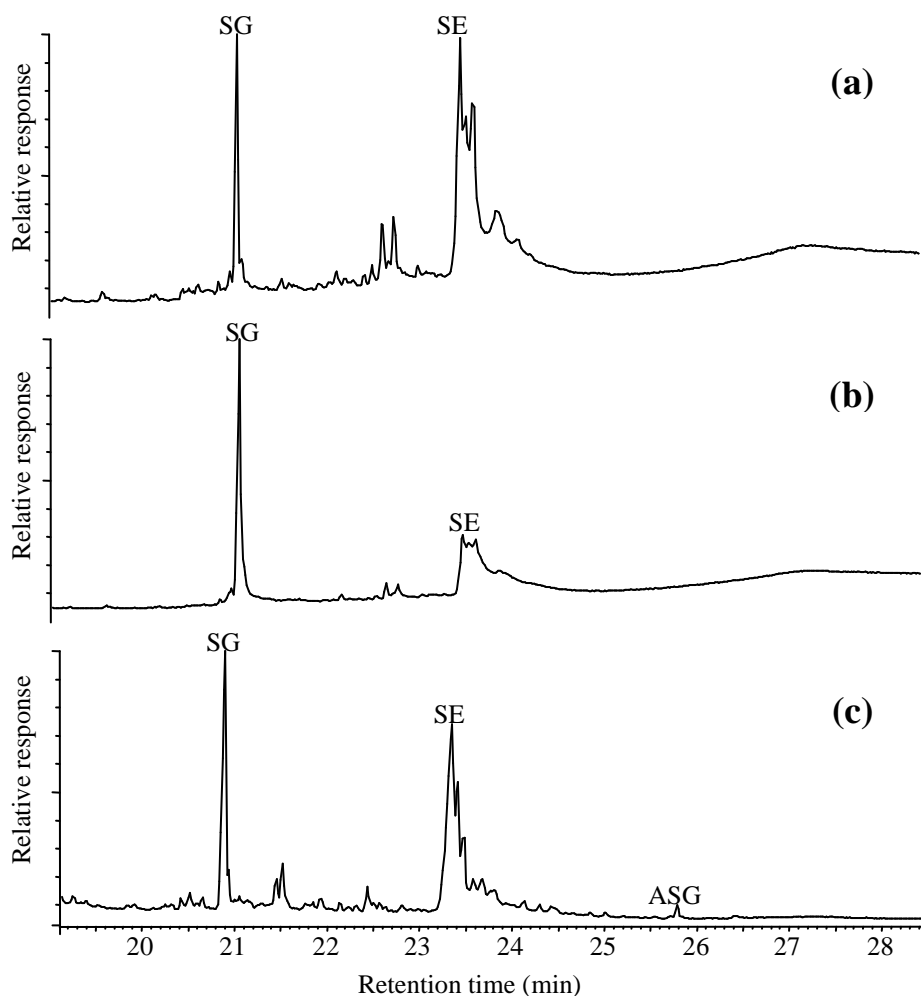 SG SE
(a)
Relative response
SG
(b)
SE
Relative response
SG
(c)
SE
Relative response
ASG
20 21 22 23 24 25 26 27 28
Retention time (min)